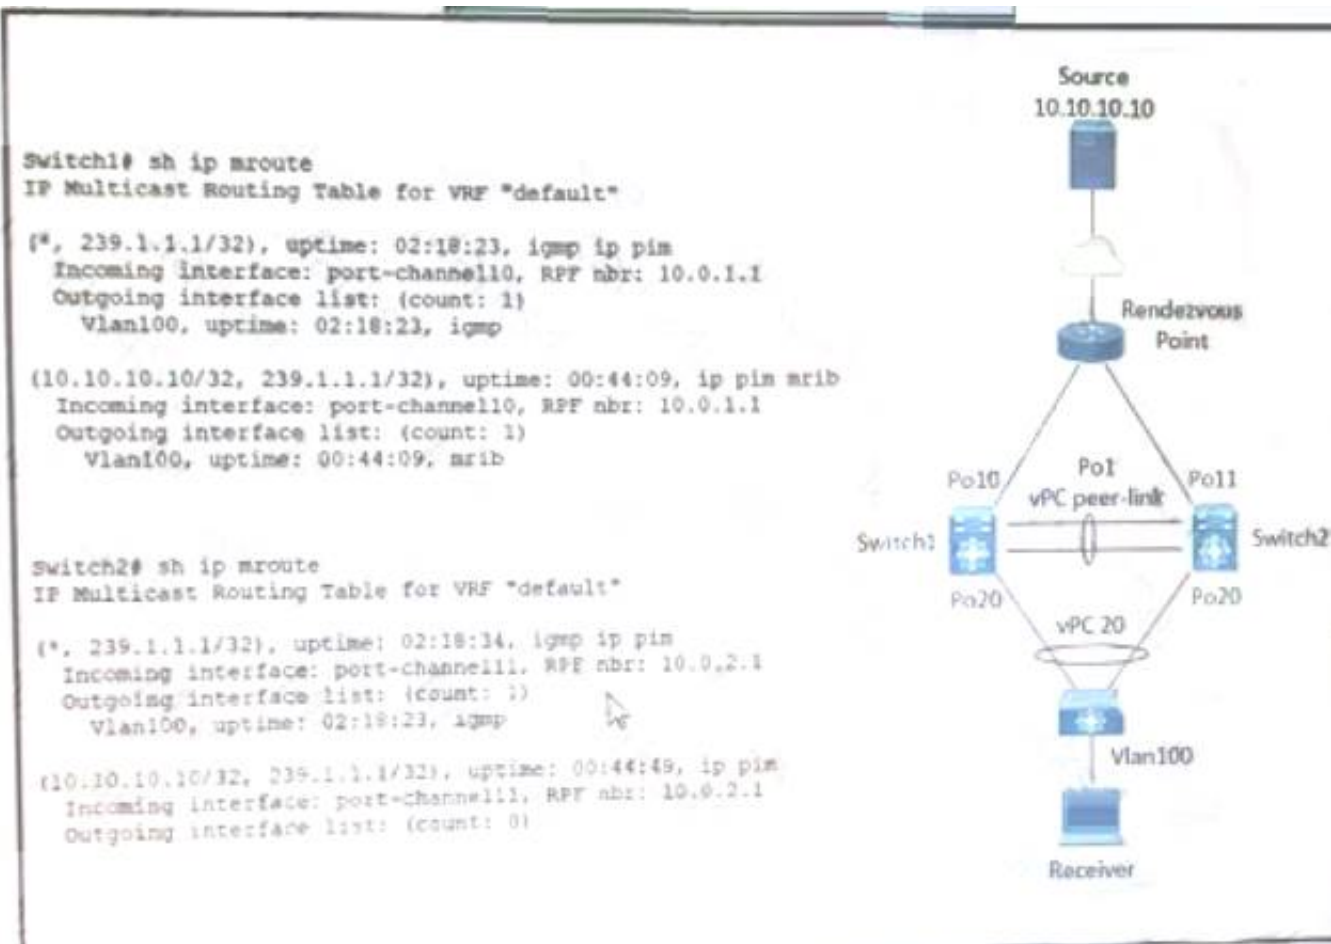 Switch1# sh ip mroute
IP Multicast Routing Table for VRF "default"
(*, 239.1.1.1/32), uptime: 02:18:23, igmp ip pim
Incoming interface: port-channel10, RPF nbr: 10.0.1.1
Outgoing interface list: (count: 1)
Vlan100, uptime: 02:18:23, igmp
(10.10.10.10/32, 239.1.1.1/32), uptime: 00:44:09, ip pim mrib
Incoming interface: port-channel10, RPF nbr: 10.0.1.1
Outgoing interface list: (count: 1)
Vlan100, uptime: 00:44:09, mrib
Switch2# sh ip mroute
IP Multicast Routing Table for VRF "default"
(*, 239.1.1.1/32), uptime: 02:18:34, igmp ip pim
Incoming interface: port-channel11, RPF nbr: 10.0.2.1
Outgoing interface list: (count: 1)
Vlan100, uptime: 02:18:23, igmp
(10.10.10.10/32, 239.1.1.1/32), uptime: 00:44:49, ip pim
Incoming interface: port-channel11, RPF nbr: 10.0.2.1
Outgoing interface list: (count: 0)
Source
10.10.10.10
Rendezvous
Point
Po10
Po1
vPC peer-link
Po11
Switch1
Switch2
Po20
vPC 20
Po20
Vlan100
Receiver